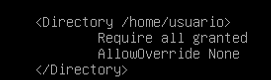 <Directory /home/usuario>
Require all granted
AllowOverride None
</Directory>